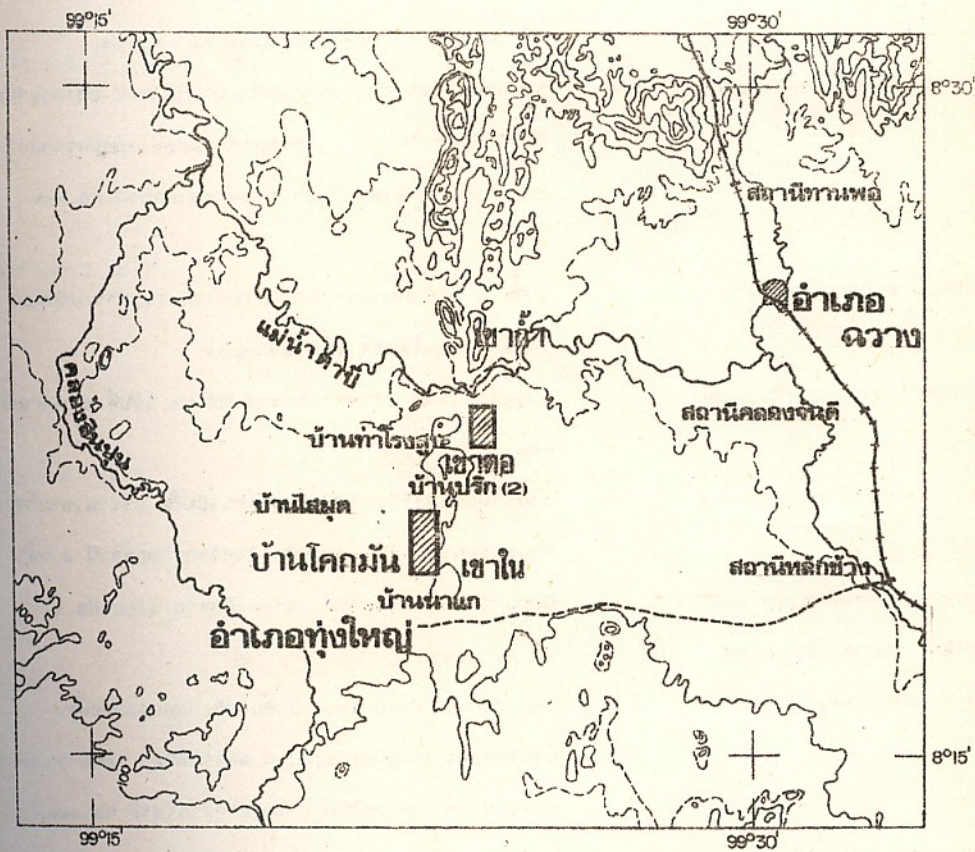 99°15'
99°30'
8°30'
สถานีทานพอ
อำเภอ
ฉวาง
แม่น้ำตาปี
เขาถ้ำ
คลองสินปุน
สถานีคลองจันดี
บ้านท่าโรงสูบ
เขาตอ
บ้านปริก (2)
บ้านไสมุด
บ้านโคกมัน
เขาใน
สถานีหลักช้าง
บ้านนาแก
อำเภอทุ่งใหญ่
8°15'
99°15'
99°30'